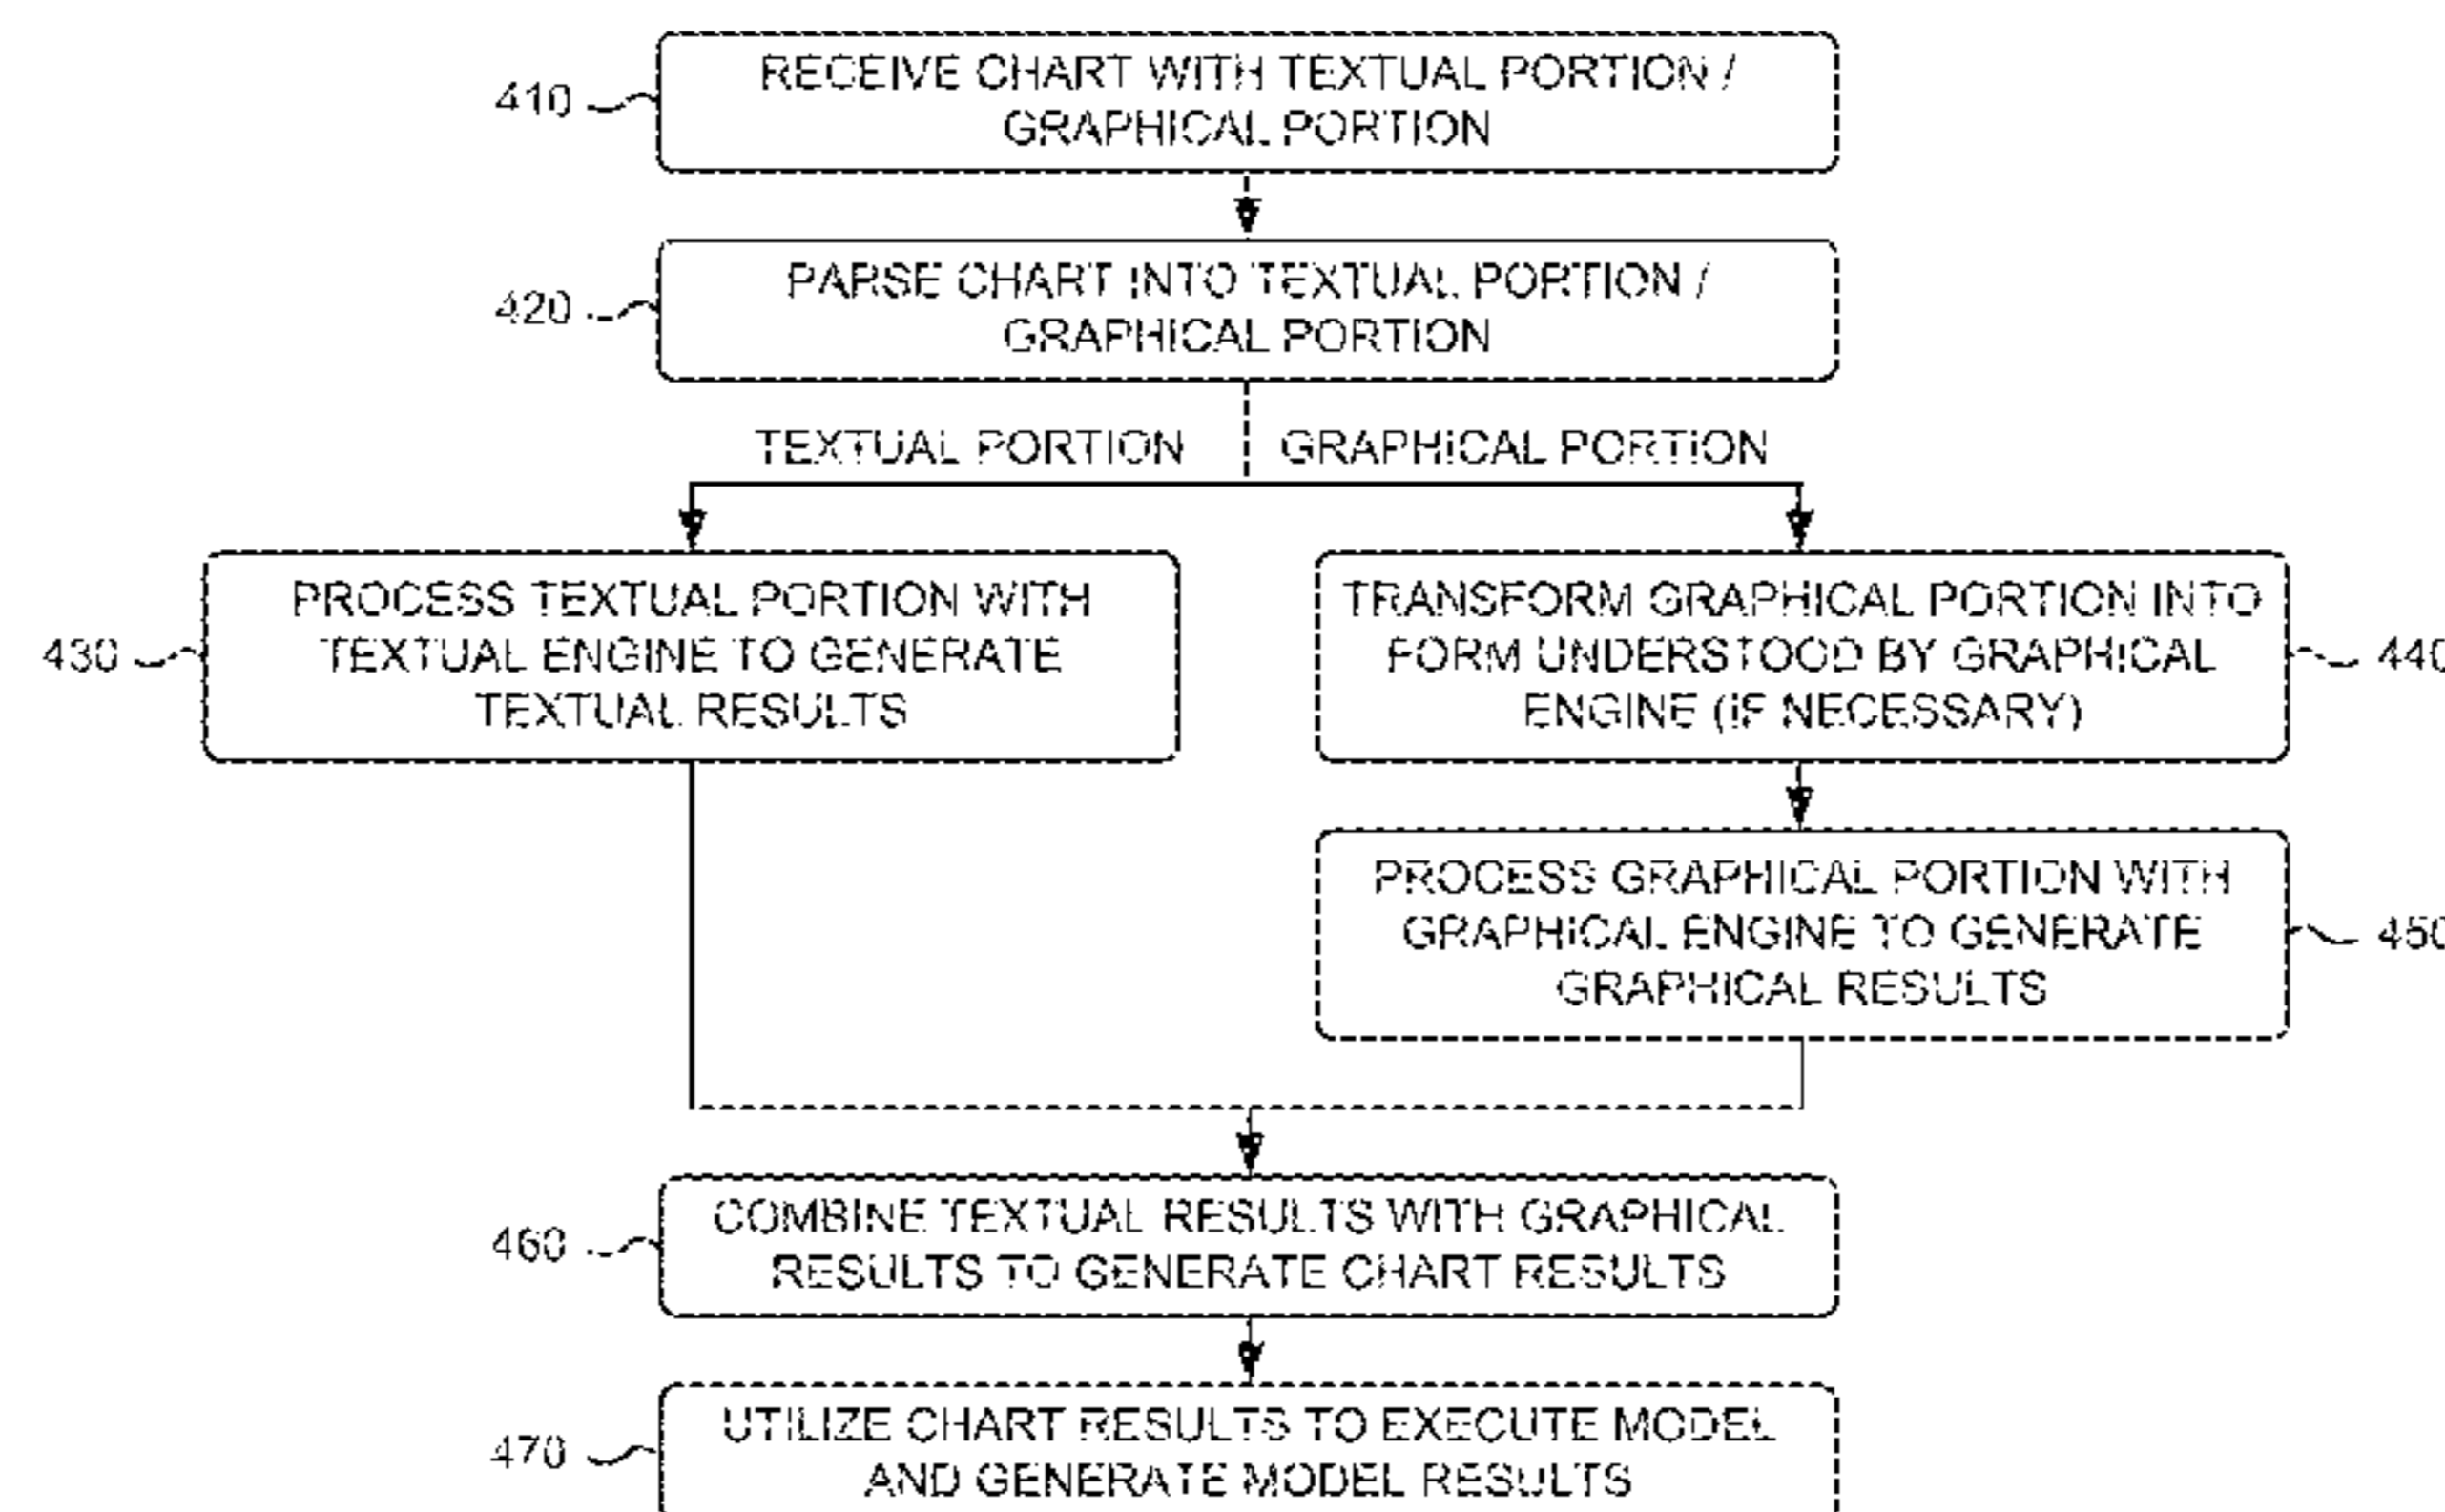 410
RECEIVE CHART WITH TEXTUAL PORTION /
GRAPHICAL PORTION
420
PARSE CHART INTO TEXTUAL PORTION /
GRAPHICAL PORTION
TEXTUAL PORTION
GRAPHICAL PORTION
430
PROCESS TEXTUAL PORTION WITH
TEXTUAL ENGINE TO GENERATE
TEXTUAL RESULTS
TRANSFORM GRAPHICAL PORTION INTO
FORM UNDERSTOOD BY GRAPHICAL
ENGINE (IF NECESSARY)
440
PROCESS GRAPHICAL PORTION WITH
GRAPHICAL ENGINE TO GENERATE
GRAPHICAL RESULTS
450
460
COMBINE TEXTUAL RESULTS WITH GRAPHICAL
RESULTS TO GENERATE CHART RESULTS
470
UTILIZE CHART RESULTS TO EXECUTE MODEL
AND GENERATE MODEL RESULTS